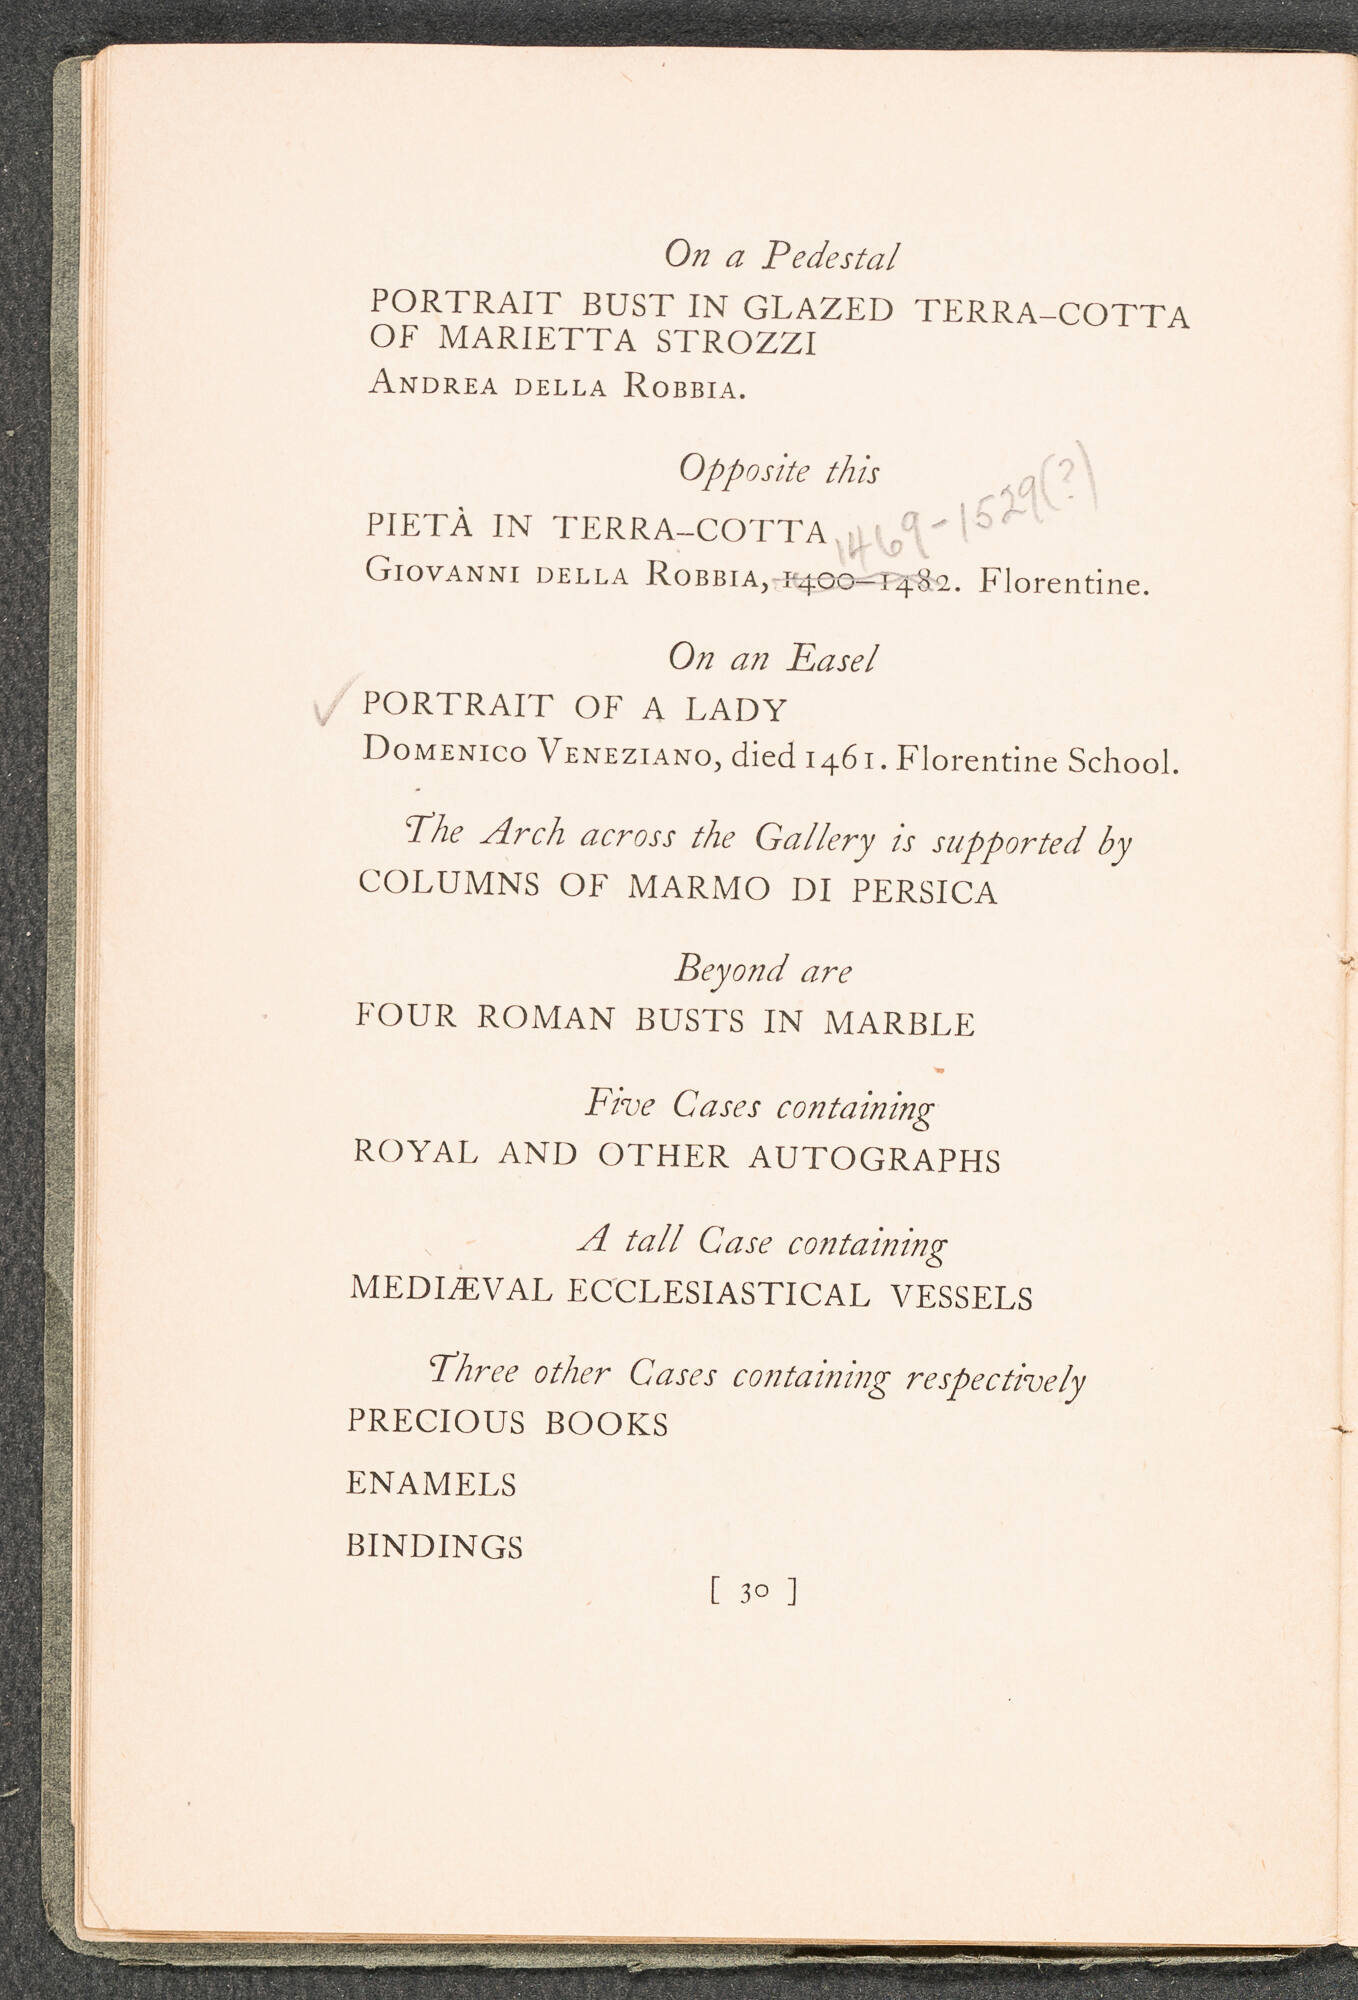 On a Pedestal
PORTRAIT BUST IN GLAZED TERRA–COTTA
OF MARIETTA STROZZI
ANDREA DELLA ROBBIA.
Opposite this
PIETÀ IN TERRA–COTTA
1469-1529(?)
GIOVANNI DELLA ROBBIA, 1400–1482. Florentine.
On an Easel
✓ PORTRAIT OF A LADY
DOMENICO VENEZIANO, died 1461. Florentine School.
The Arch across the Gallery is supported by
COLUMNS OF MARMO DI PERSICA
Beyond are
FOUR ROMAN BUSTS IN MARBLE
Five Cases containing
ROYAL AND OTHER AUTOGRAPHS
A tall Case containing
MEDIÆVAL ECCLESIASTICAL VESSELS
Three other Cases containing respectively
PRECIOUS BOOKS
ENAMELS
BINDINGS
[ 30 ]